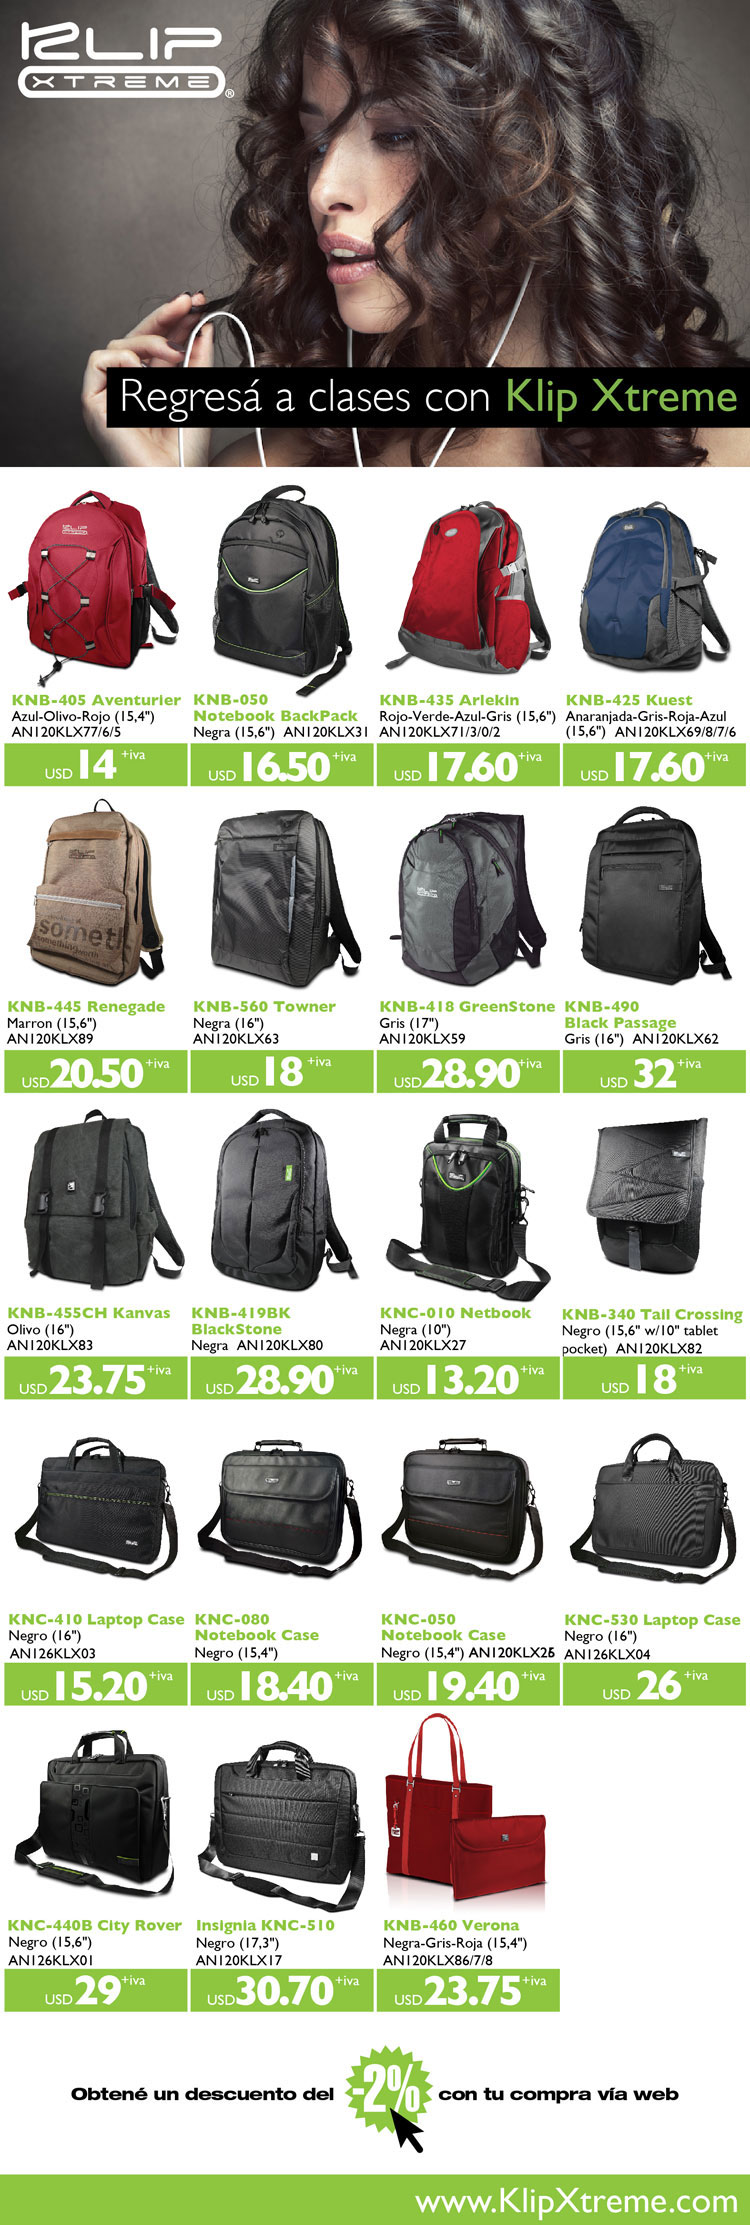 KLIP
XTREME®
Regresá a clases con Klip Xtreme
KNB-405 Aventurier
Azul-Olivo-Rojo (15,4")
AN120KLX77/6/5
USD 14 +iva
KNB-050
Notebook BackPack
Negra (15,6") AN120KLX31
USD 16.50 +iva
KNB-435 Arlekin
Rojo-Verde-Azul-Gris (15,6")
AN120KLX71/3/0/2
USD 17.60 +iva
KNB-425 Kuest
Anaranjada-Gris-Roja-Azul
(15,6") AN120KLX69/8/7/6
USD 17.60 +iva
KNB-445 Renegade
Marron (15,6")
AN120KLX89
USD 20.50 +iva
KNB-560 Towner
Negra (16")
AN120KLX63
USD 18 +iva
KNB-418 GreenStone
Gris (17")
AN120KLX59
USD 28.90 +iva
KNB-490
Black Passage
Gris (16") AN120KLX62
USD 32 +iva
KNB-455CH Kanvas
Olivo (16")
AN120KLX83
USD 23.75 +iva
KNB-419BK
BlackStone
Negra AN120KLX80
USD 28.90 +iva
KNC-010 Netbook
Negra (10")
AN120KLX27
USD 13.20 +iva
KNB-340 Tail Crossing
Negro (15,6" w/10" tablet
pocket) AN120KLX82
USD 18 +iva
KNC-410 Laptop Case
Negro (16")
AN126KLX03
USD 15.20 +iva
KNC-080
Notebook Case
Negro (15,4")
USD 18.40 +iva
KNC-050
Notebook Case
Negro (15,4")
USD 19.40 +iva
KNC-530 Laptop Case
Negro (16")
AN126KLX04
USD 26 +iva
KNC-440B City Rover
Negro (15,6")
AN126KLX01
USD 29 +iva
Insignia KNC-510
Negro (17,3")
AN120KLX17
USD 30.70 +iva
KNB-460 Verona
Negra-Gris-Roja (15,4")
AN120KLX86/7/8
USD 23.75 +iva
Obtené un descuento del -2% con tu compra vía web
www.KlipXtreme.com